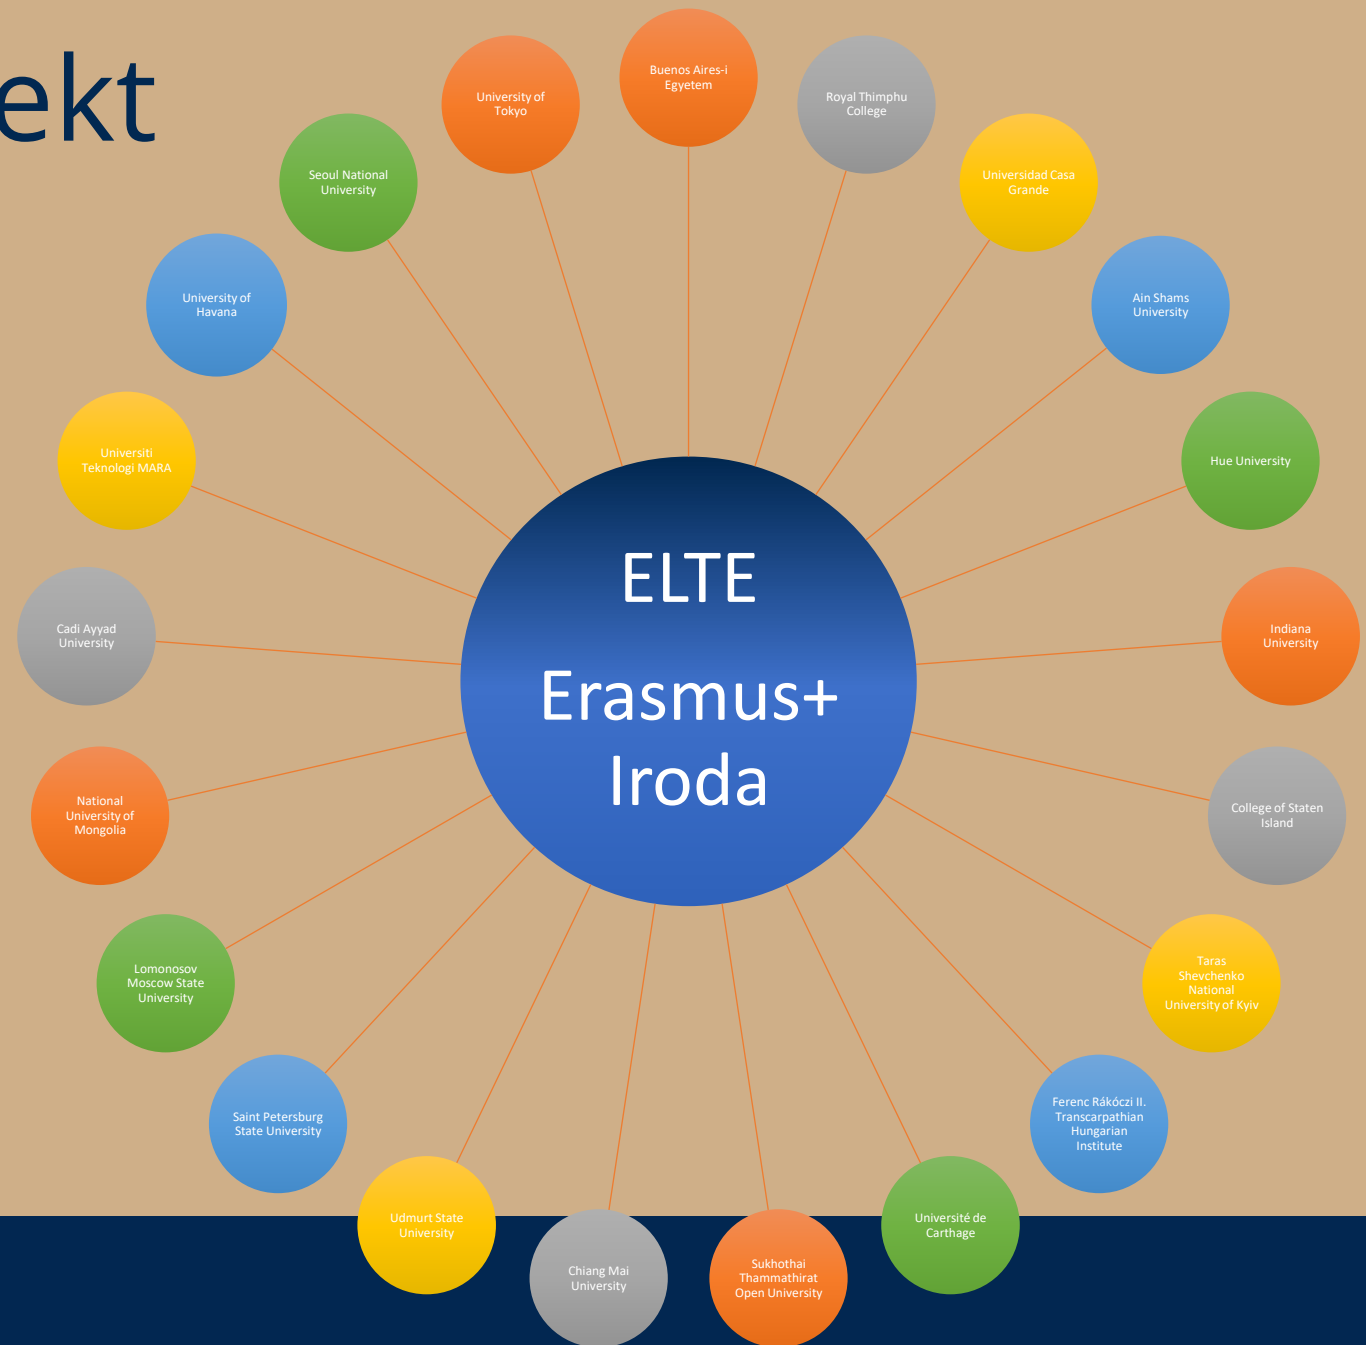 ekt
Buenos Aires-i
Egyetem
Royal Thimphu
College
Universidad Casa
Grande
Ain Shams
University
Hue University
Indiana
University
College of Staten
Island
Taras
Shevchenko
National
University of Kyiv
Ferenc Rákóczi II.
Transcarpathian
Hungarian
Institute
Université de
Carthage
Sukhothai
Thammathirat
Open University
Chiang Mai
University
Udmurt State
University
Saint Petersburg
State University
Lomonosov
Moscow State
University
National
University of
Mongolia
Cadi Ayyad
University
Universiti
Teknologi MARA
University of
Havana
Seoul National
University
University of
Tokyo
ELTE
Erasmus+
Iroda